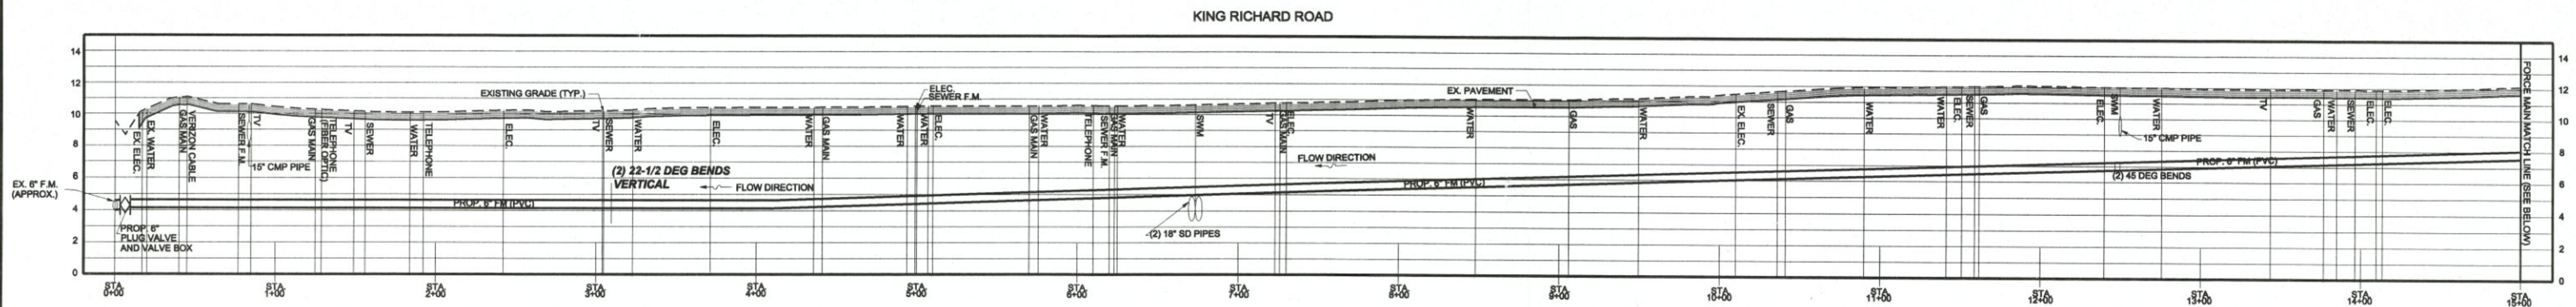 KING RICHARD ROAD
14
12
10
8
6
4
2
0
EX. 6" F.M.
(APPROX.)
PROP. 6"
PLUG VALVE
AND VALVE BOX
EX. ELEC.
EX. WATER
GAS MAIN
VERIZON CABLE
SEWER F.M.
TV
15" CMP PIPE
GAS MAIN
TELEPHONE
(FIBER OPTIC)
TV
SEWER
WATER
TELEPHONE
ELEC.
EXISTING GRADE (TYP.)
TV
SEWER
WATER
(2) 22-1/2 DEG BENDS
VERTICAL
FLOW DIRECTION
PROP. 6" FM (PVC)
ELEC.
WATER
GAS MAIN
WATER
ELEC.
SEWER F.M.
WATER
ELEC.
GAS MAIN
WATER
TELEPHONE
SEWER F.M.
GAS MAIN
WATER
SWM
(2) 18" SD PIPES
TV
GAS MAIN
ELEC.
FLOW DIRECTION
PROP. 6" FM (PVC)
EX. PAVEMENT
WATER
GAS
WATER
EX. ELEC.
SEWER
GAS
WATER
WATER
ELEC.
SEWER
GAS
ELEC.
SWM
15" CMP PIPE
WATER
(2) 45 DEG BENDS
PROP. 6" FM (PVC)
TV
GAS
WATER
SEWER
ELEC.
ELEC.
FORCE MAIN MATCH LINE (SEE BELOW)
14
12
10
8
6
4
2
0
STA
0+00
STA
1+00
STA
2+00
STA
3+00
STA
4+00
STA
5+00
STA
6+00
STA
7+00
STA
8+00
STA
9+00
STA
10+00
STA
11+00
STA
12+00
STA
13+00
STA
14+00
STA
15+00